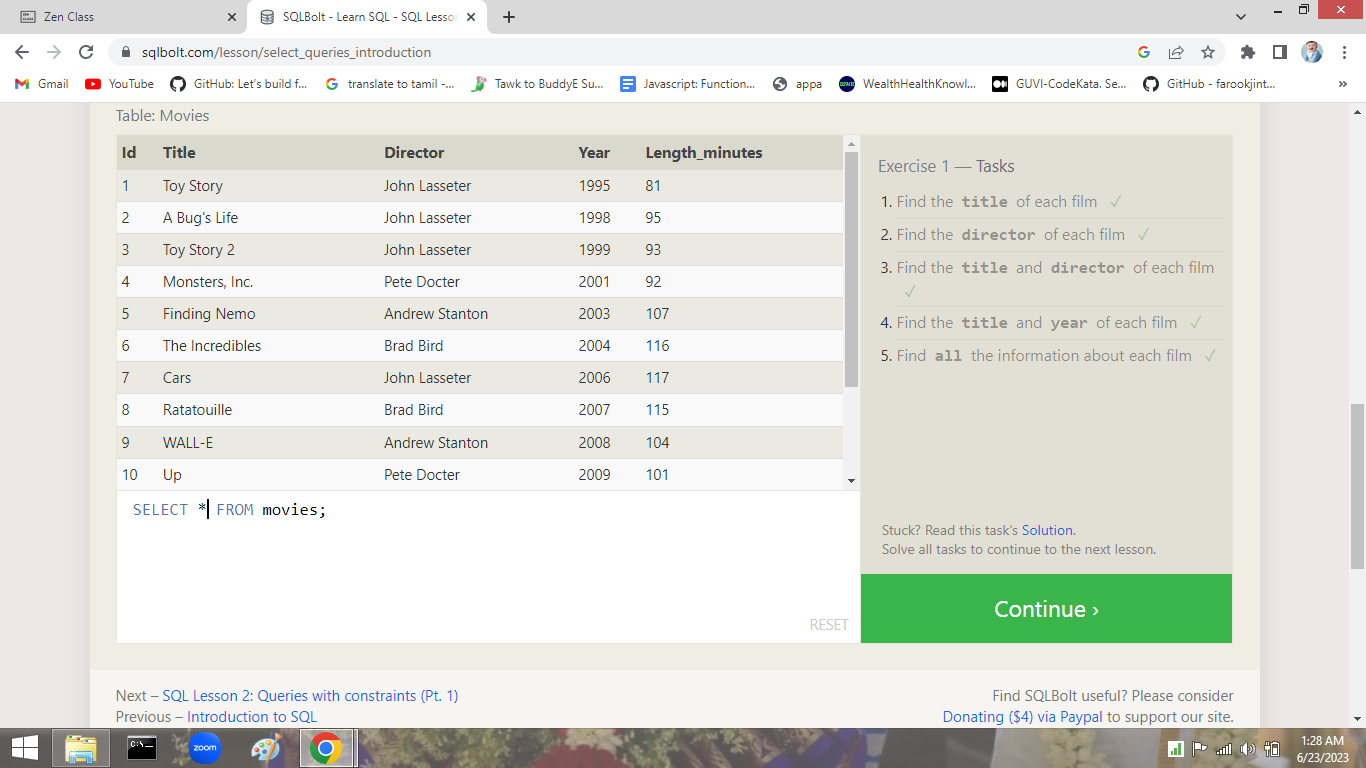 Zen Class
SQLBolt - Learn SQL - SQL Lesson
sqlbolt.com/lesson/select_queries_introduction
Gmail YouTube GitHub: Let's build f... translate to tamil -... Tawk to BuddyE Su... Javascript: Function... appa WealthHealthKnowl... GUVI-CodeKata. Se... GitHub - farookjint... »
Table: Movies
Id Title Director Year Length_minutes
1 Toy Story John Lasseter 1995 81
2 A Bug's Life John Lasseter 1998 95
3 Toy Story 2 John Lasseter 1999 93
4 Monsters, Inc. Pete Docter 2001 92
5 Finding Nemo Andrew Stanton 2003 107
6 The Incredibles Brad Bird 2004 116
7 Cars John Lasseter 2006 117
8 Ratatouille Brad Bird 2007 115
9 WALL-E Andrew Stanton 2008 104
10 Up Pete Docter 2009 101
SELECT * FROM movies;
RESET
Exercise 1 — Tasks
1. Find the title of each film ✓
2. Find the director of each film ✓
3. Find the title and director of each film
✓
4. Find the title and year of each film ✓
5. Find all the information about each film ✓
Stuck? Read this task's Solution.
Solve all tasks to continue to the next lesson.
Continue ›
Next – SQL Lesson 2: Queries with constraints (Pt. 1)
Previous – Introduction to SQL
Find SQLBolt useful? Please consider
Donating ($4) via Paypal to support our site.
C:\
zoom
1:28 AM
6/23/2023